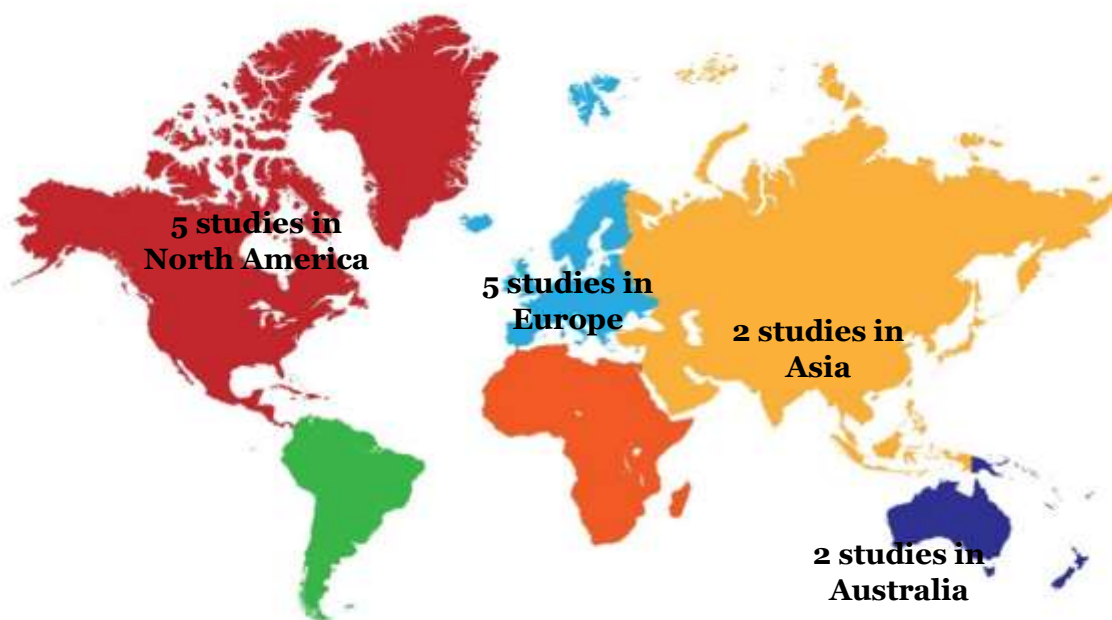 5 studies in
North America
5 studies in
Europe
2 studies in
Asia
2 studies in
Australia